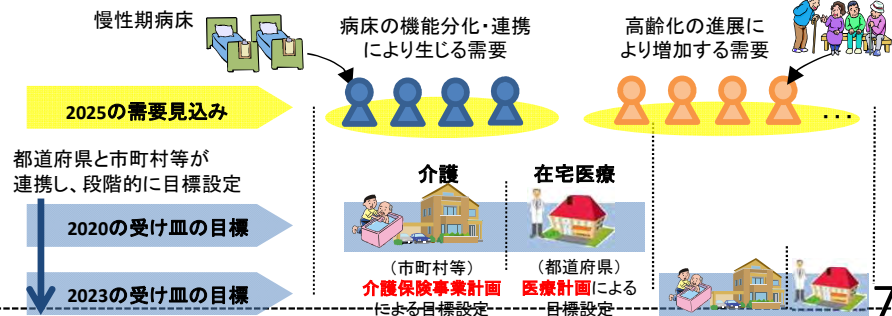 慢性期病床
病床の機能分化・連携
により生じる需要
高齢化の進展に
より増加する需要
2025の需要見込み
…
都道府県と市町村等が
連携し、段階的に目標設定
介護
在宅医療
2020の受け皿の目標
（市町村等）
介護保険事業計画
による目標設定
（都道府県）
医療計画による
目標設定
2023の受け皿の目標
7